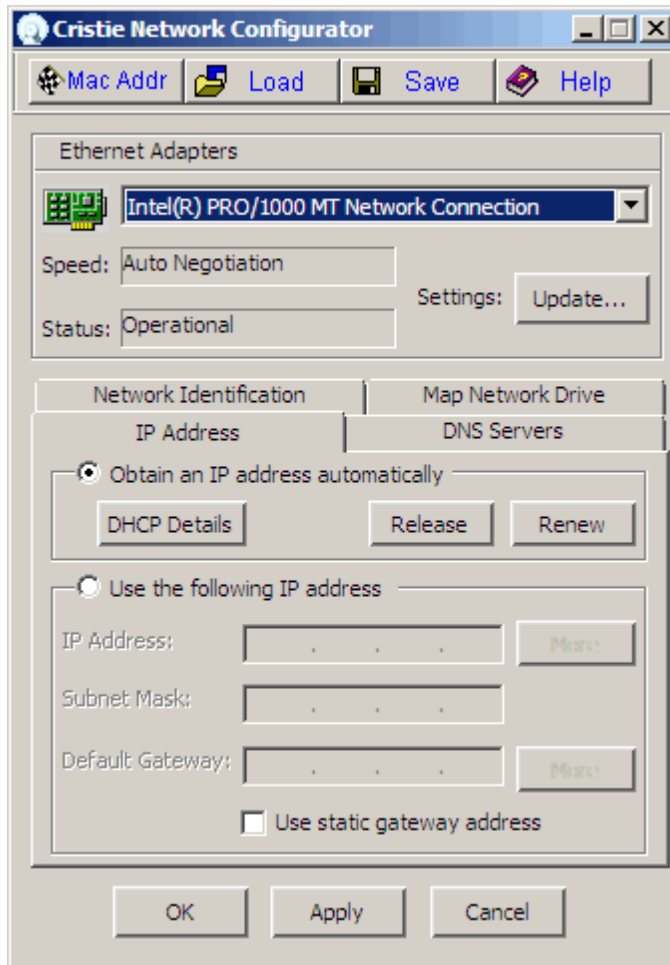 Cristie Network Configurator
Mac Addr Load Save Help
Ethernet Adapters
Intel(R) PRO/1000 MT Network Connection
Speed: Auto Negotiation
Settings: Update...
Status: Operational
Network Identification Map Network Drive
IP Address DNS Servers
Obtain an IP address automatically
DHCP Details Release Renew
Use the following IP address
IP Address: . . . More
Subnet Mask: . . .
Default Gateway: . . . More
Use static gateway address
OK Apply Cancel